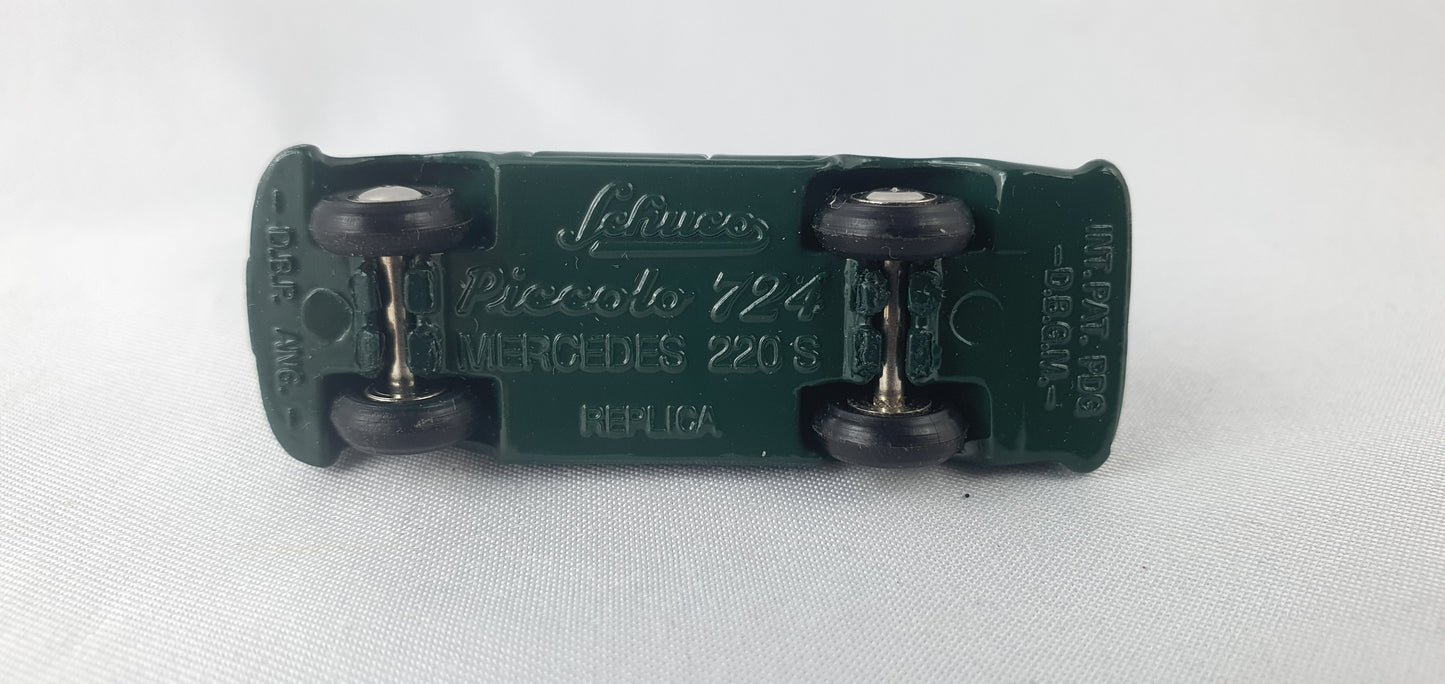 - D.B.P. ANG. -
Schuco
Piccolo 724
MERCEDES 220 S
REPLICA
INT. PAT. PDG
-D.B.G.M.-